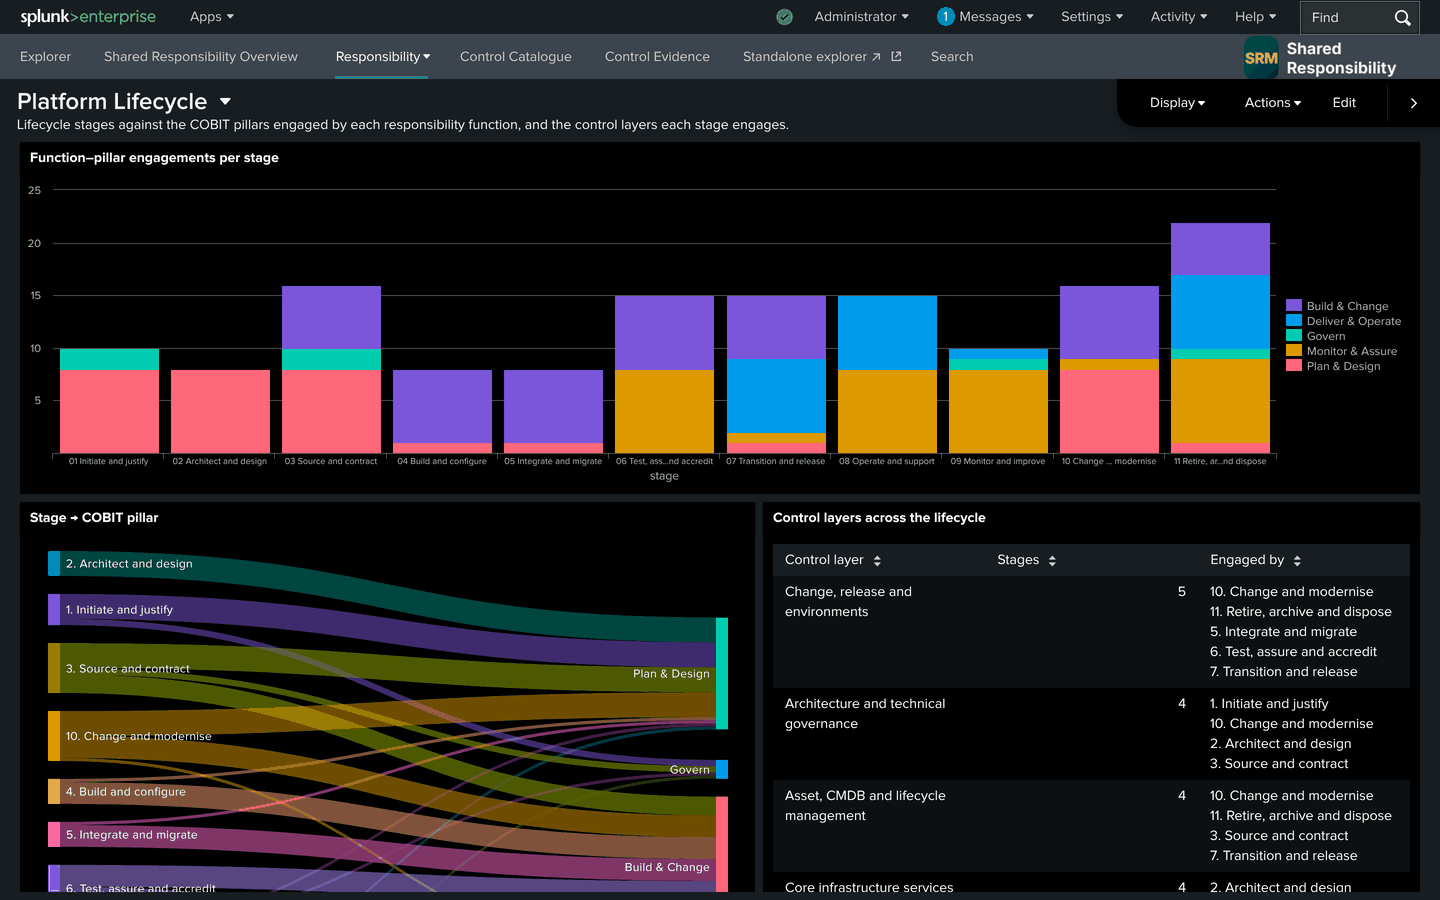 splunk>enterprise
Apps
Administrator
1 Messages
Settings
Activity
Help
Find
Explorer
Shared Responsibility Overview
Responsibility
Control Catalogue
Control Evidence
Standalone explorer
Search
SRM
Shared
Responsibility
Platform Lifecycle
Display
Actions
Edit
Lifecycle stages against the COBIT pillars engaged by each responsibility function, and the control layers each stage engages.
Function–pillar engagements per stage
25
20
15
10
5
Build & Change
Deliver & Operate
Govern
Monitor & Assure
Plan & Design
01 Initiate and justify
02 Architect and design
03 Source and contract
04 Build and configure
05 Integrate and migrate
06 Test, ass...nd accredit
07 Transition and release
08 Operate and support
09 Monitor and improve
10 Change ... modernise
11 Retire, ar...nd dispose
stage
Stage → COBIT pillar
2. Architect and design
1. Initiate and justify
3. Source and contract
10. Change and modernise
4. Build and configure
5. Integrate and migrate
6. Test, assure and accredit
Plan & Design
Govern
Build & Change
Control layers across the lifecycle
Control layer Stages Engaged by
Change, release and 5 10. Change and modernise
environments 11. Retire, archive and dispose
5. Integrate and migrate
6. Test, assure and accredit
7. Transition and release
Architecture and technical 4 1. Initiate and justify
governance 10. Change and modernise
2. Architect and design
3. Source and contract
Asset, CMDB and lifecycle 4 10. Change and modernise
management 11. Retire, archive and dispose
3. Source and contract
7. Transition and release
Core infrastructure services 4 2. Architect and design